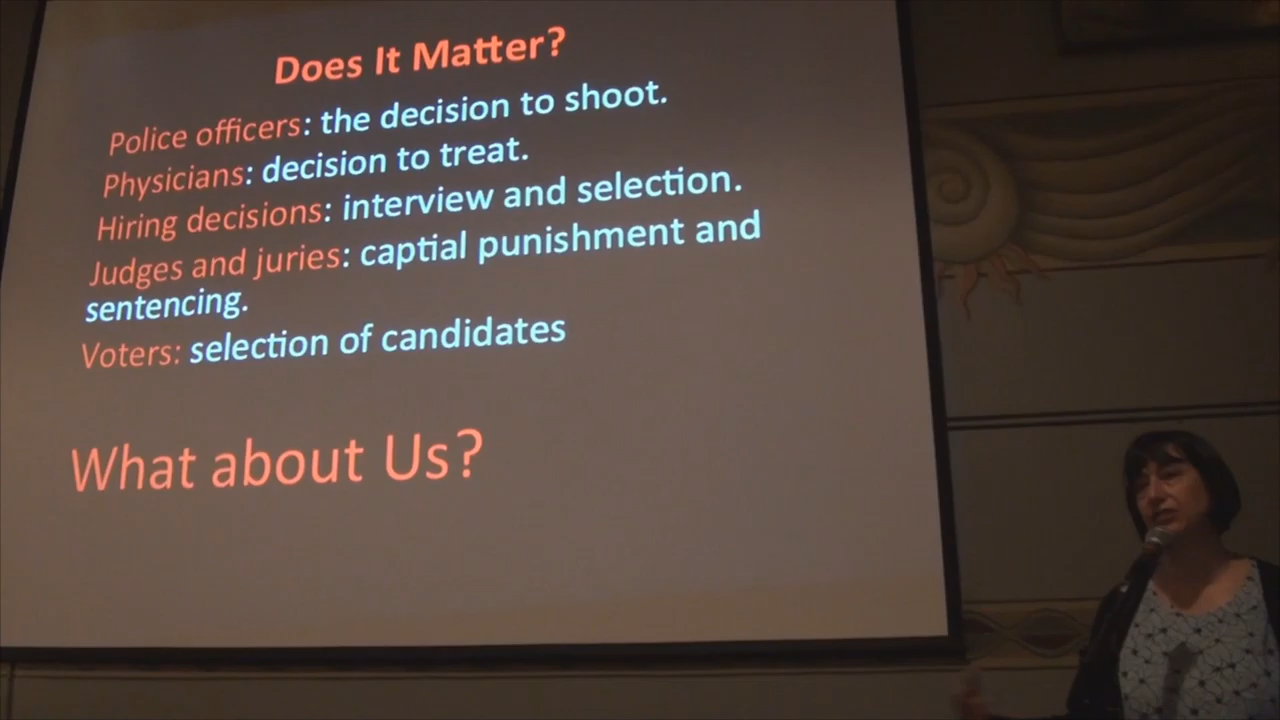 Does It Matter?
Police officers: the decision to shoot.
Physicians: decision to treat.
Hiring decisions: interview and selection.
Judges and juries: captial punishment and
sentencing.
Voters: selection of candidates
What about Us?